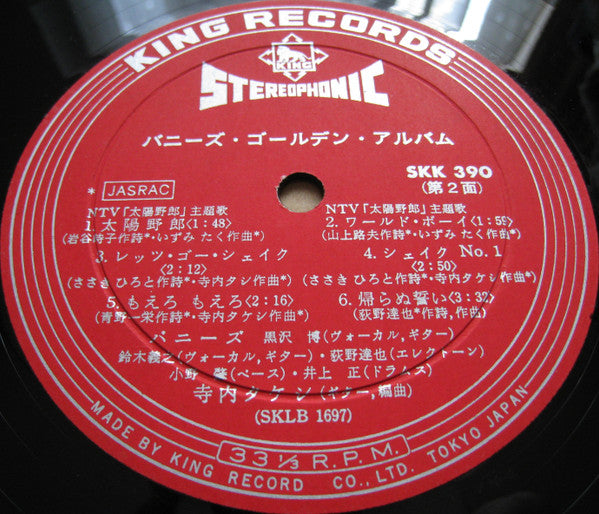 KING RECORDS
KING
STEREOPHONIC
バニーズ・ゴールデン・アルバム
SKK 390
(第2面)
* JASRAC
NTV「太陽野郎」主題歌
1. 太陽野郎〈1:48〉
(岩谷時子作詩*・いずみ たく作曲*)
NTV「太陽野郎」主題歌
2. ワールド・ボーイ〈1:55〉
(山上路夫作詩*・いずみ たく作曲*)
3. レッツ・ゴー・シェイク
〈2:12〉
(ささき ひろと作詩*・寺内タケシ作曲*)
4. シェイク No.1
〈2:50〉
(ささき ひろと作詩*・寺内タケシ作曲*)
5. もえろ もえろ〈2:16〉
(青野一栄作詩*・寺内タケシ作曲*)
6. 帰らぬ誓い〈3:32〉
(荻野達也*作詩,作曲)
バニーズ 黒沢 博(ヴォーカル,ギター)
鈴木義之(ヴォーカル,ギター)・荻野達也(エレクトーン)
小野 肇(ベース)・井上 正(ドラムス)
寺内タケシ(ギター,編曲)
(SKLB 1697)
33⅓ R.P.M.
MADE BY KING RECORD CO., LTD. TOKYO JAPAN